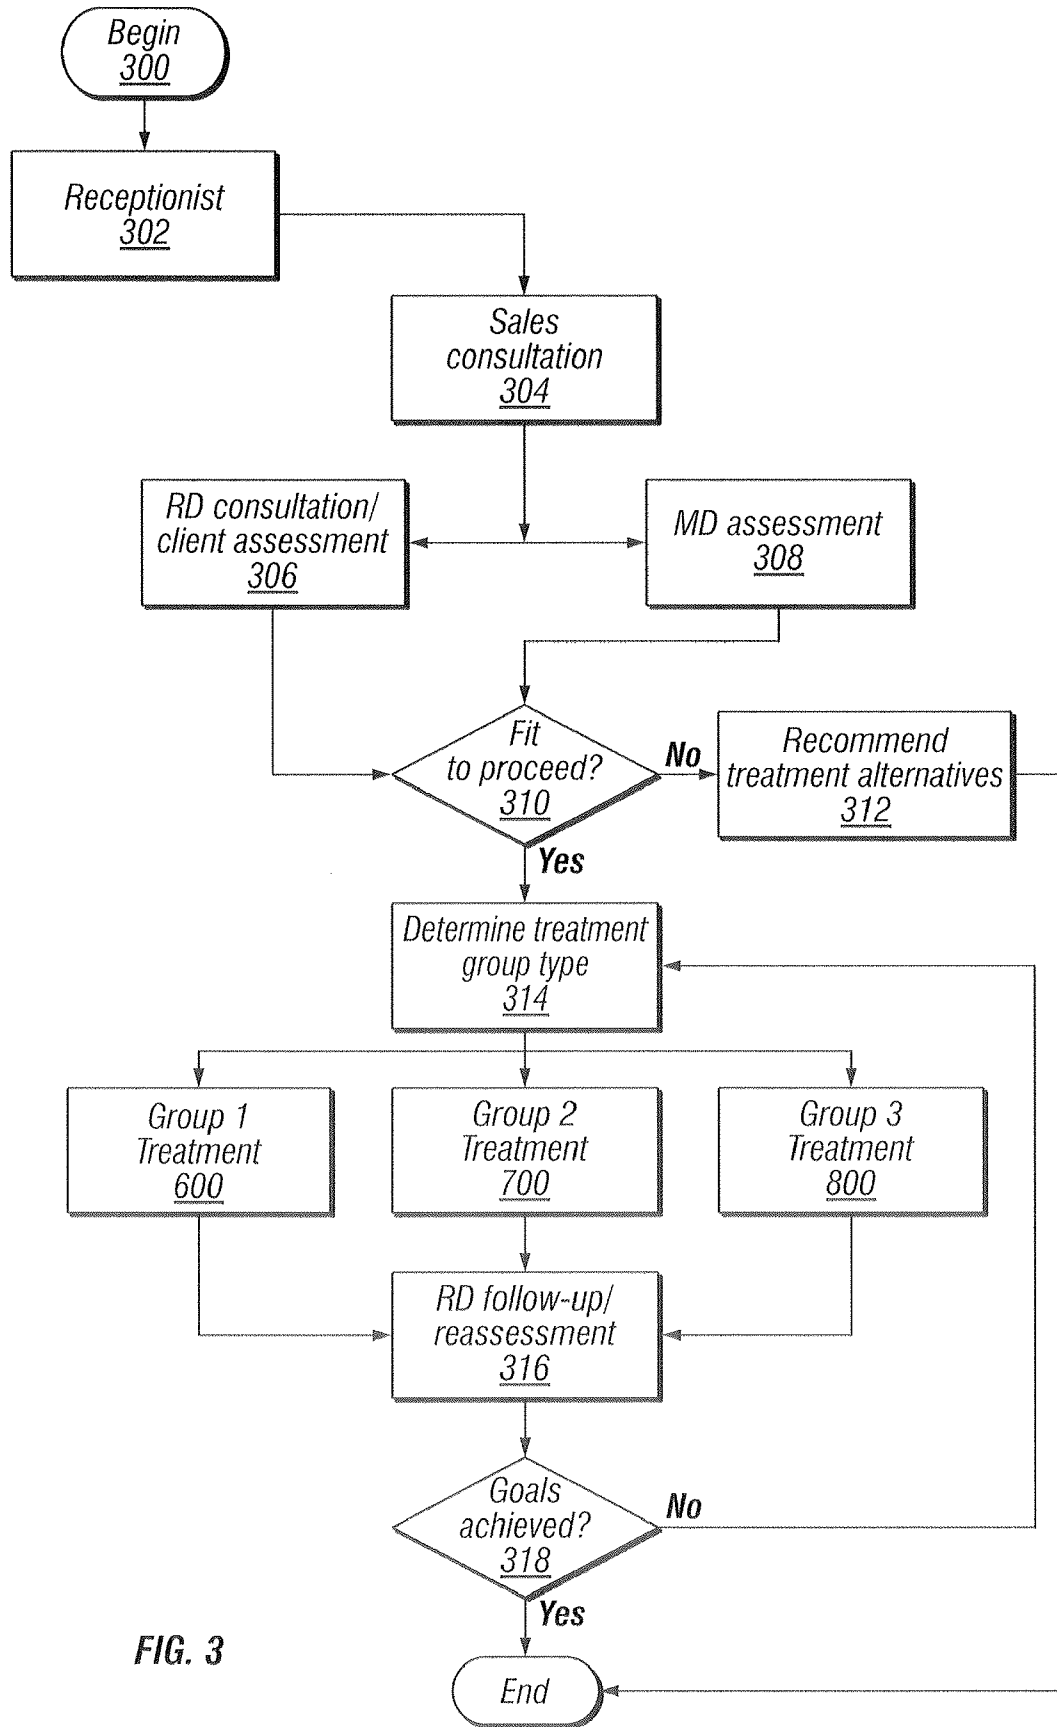 Begin
300
Receptionist
302
Sales
consultation
304
RD consultation/
client assessment
306
MD assessment
308
Fit
to proceed?
310
No
Recommend
treatment alternatives
312
Yes
Determine treatment
group type
314
Group 1
Treatment
600
Group 2
Treatment
700
Group 3
Treatment
800
RD follow-up/
reassessment
316
Goals
achieved?
318
No
Yes
FIG. 3
End